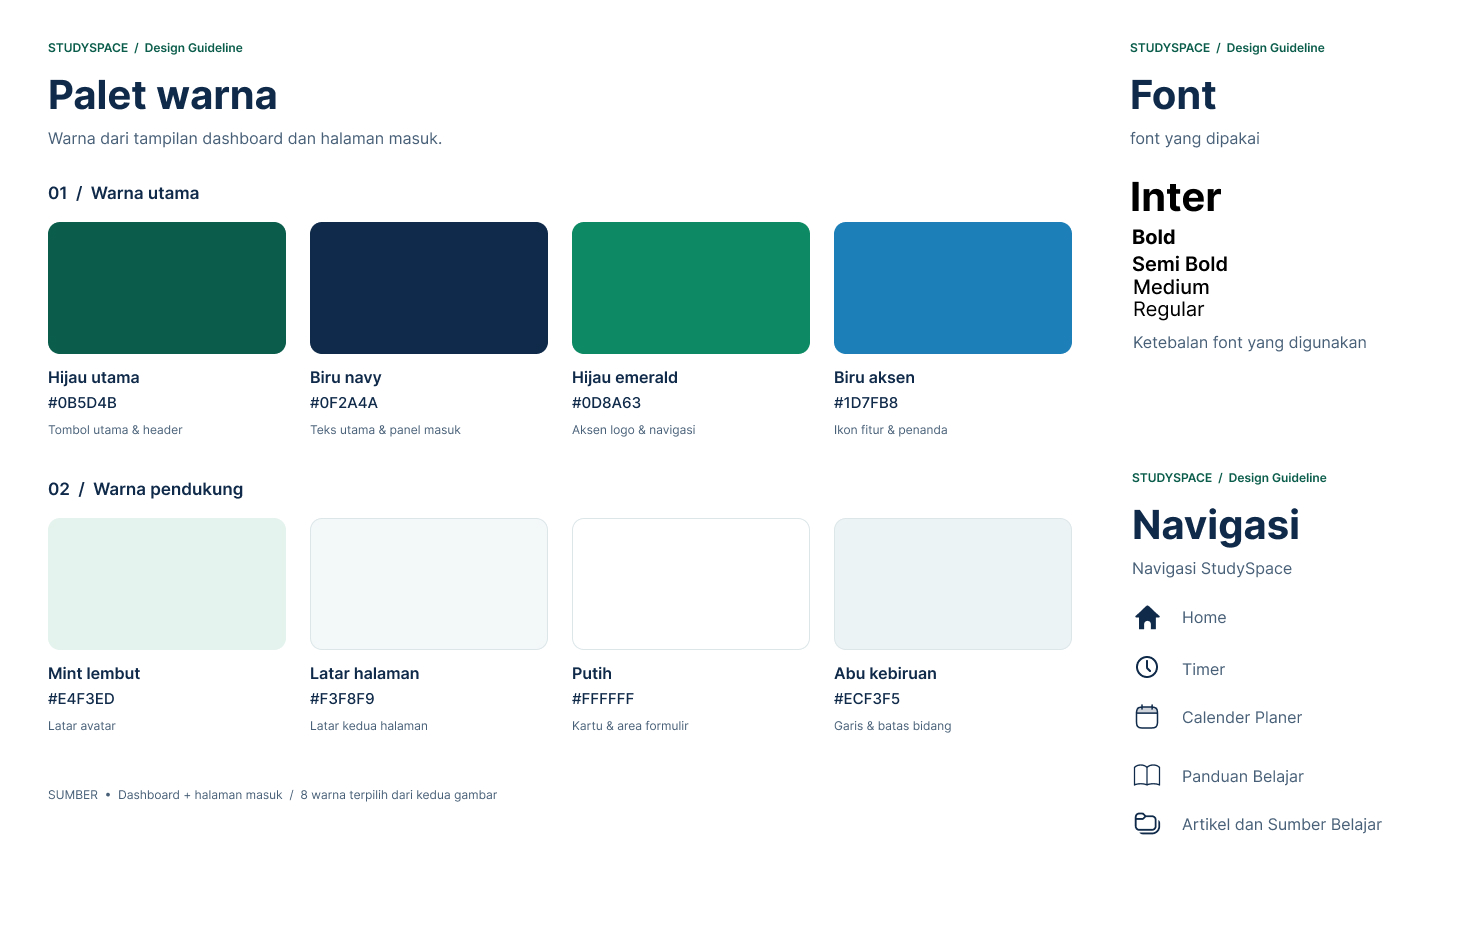 STUDYSPACE / Design Guideline
Palet warna
Warna dari tampilan dashboard dan halaman masuk.
01 / Warna utama
Hijau utama
#0B5D4B
Tombol utama & header
Biru navy
#0F2A4A
Teks utama & panel masuk
Hijau emerald
#0D8A63
Aksen logo & navigasi
Biru aksen
#1D7FB8
Ikon fitur & penanda
02 / Warna pendukung
Mint lembut
#E4F3ED
Latar avatar
Latar halaman
#F3F8F9
Latar kedua halaman
Putih
#FFFFFF
Kartu & area formulir
Abu kebiruan
#ECF3F5
Garis & batas bidang
SUMBER • Dashboard + halaman masuk / 8 warna terpilih dari kedua gambar
STUDYSPACE / Design Guideline
Font
font yang dipakai
Inter
Bold
Semi Bold
Medium
Regular
Ketebalan font yang digunakan
STUDYSPACE / Design Guideline
Navigasi
Navigasi StudySpace
Home
Timer
Calender Planer
Panduan Belajar
Artikel dan Sumber Belajar